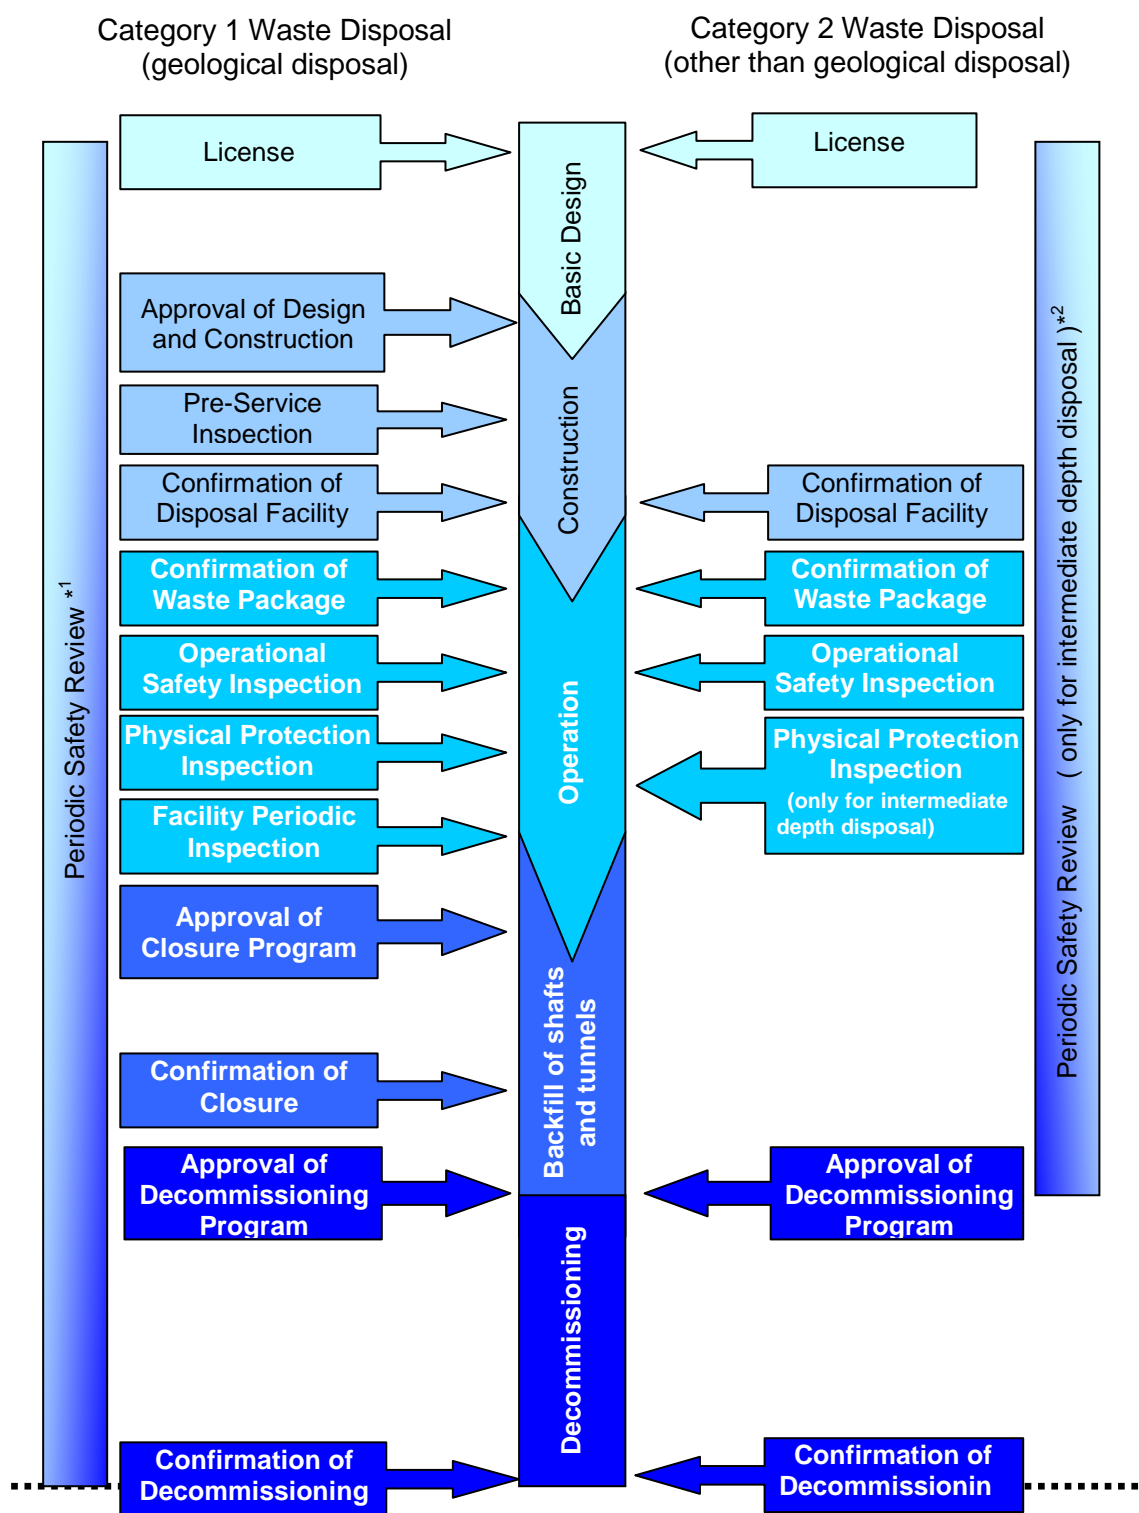 Category 1 Waste Disposal
(geological disposal)
Category 2 Waste Disposal
(other than geological disposal)
License
License
Basic Design
Approval of Design
and Construction
Pre-Service
Inspection
Construction
Confirmation of
Disposal Facility
Confirmation of
Disposal Facility
Confirmation of
Waste Package
Confirmation of
Waste Package
Operational
Safety Inspection
Operational
Safety Inspection
Operation
Physical Protection
Inspection
Physical Protection
Inspection
(only for intermediate
depth disposal)
Facility Periodic
Inspection
Periodic Safety Review *1
Periodic Safety Review ( only for intermediate depth disposal )*2
Approval of
Closure Program
Backfill of shafts
and tunnels
Confirmation of
Closure
Approval of
Decommissioning
Program
Approval of
Decommissioning
Program
Decommissioning
Confirmation of
Decommissioning
Confirmation of
Decommissionin